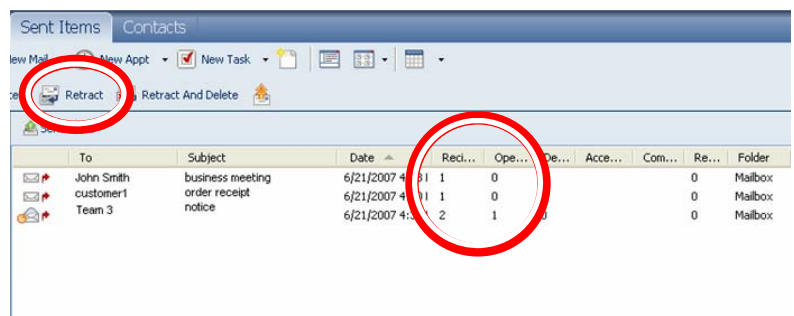 Sent Items Contacts
New Appt New Task
Retract Retract And Delete
To Subject Date Reci... Ope... De... Acce... Com... Re... Folder
John Smith business meeting 6/21/2007 1 0 0 Mailbox
customer1 order receipt 6/21/2007 1 0 0 Mailbox
Team 3 notice 6/21/2007 2 1 0 Mailbox